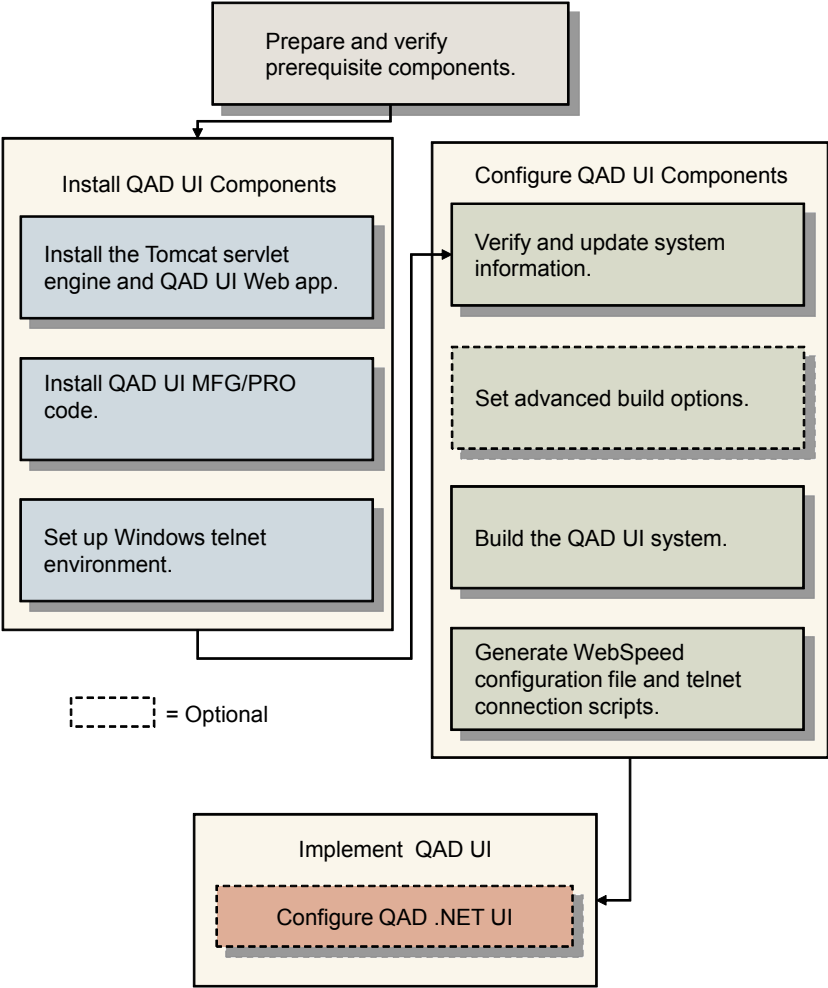 Prepare and verify
prerequisite components.
Install QAD UI Components
Install the Tomcat servlet
engine and QAD UI Web app.
Install QAD UI MFG/PRO
code.
Set up Windows telnet
environment.
= Optional
Configure QAD UI Components
Verify and update system
information.
Set advanced build options.
Build the QAD UI system.
Generate WebSpeed
configuration file and telnet
connection scripts.
Implement QAD UI
Configure QAD .NET UI